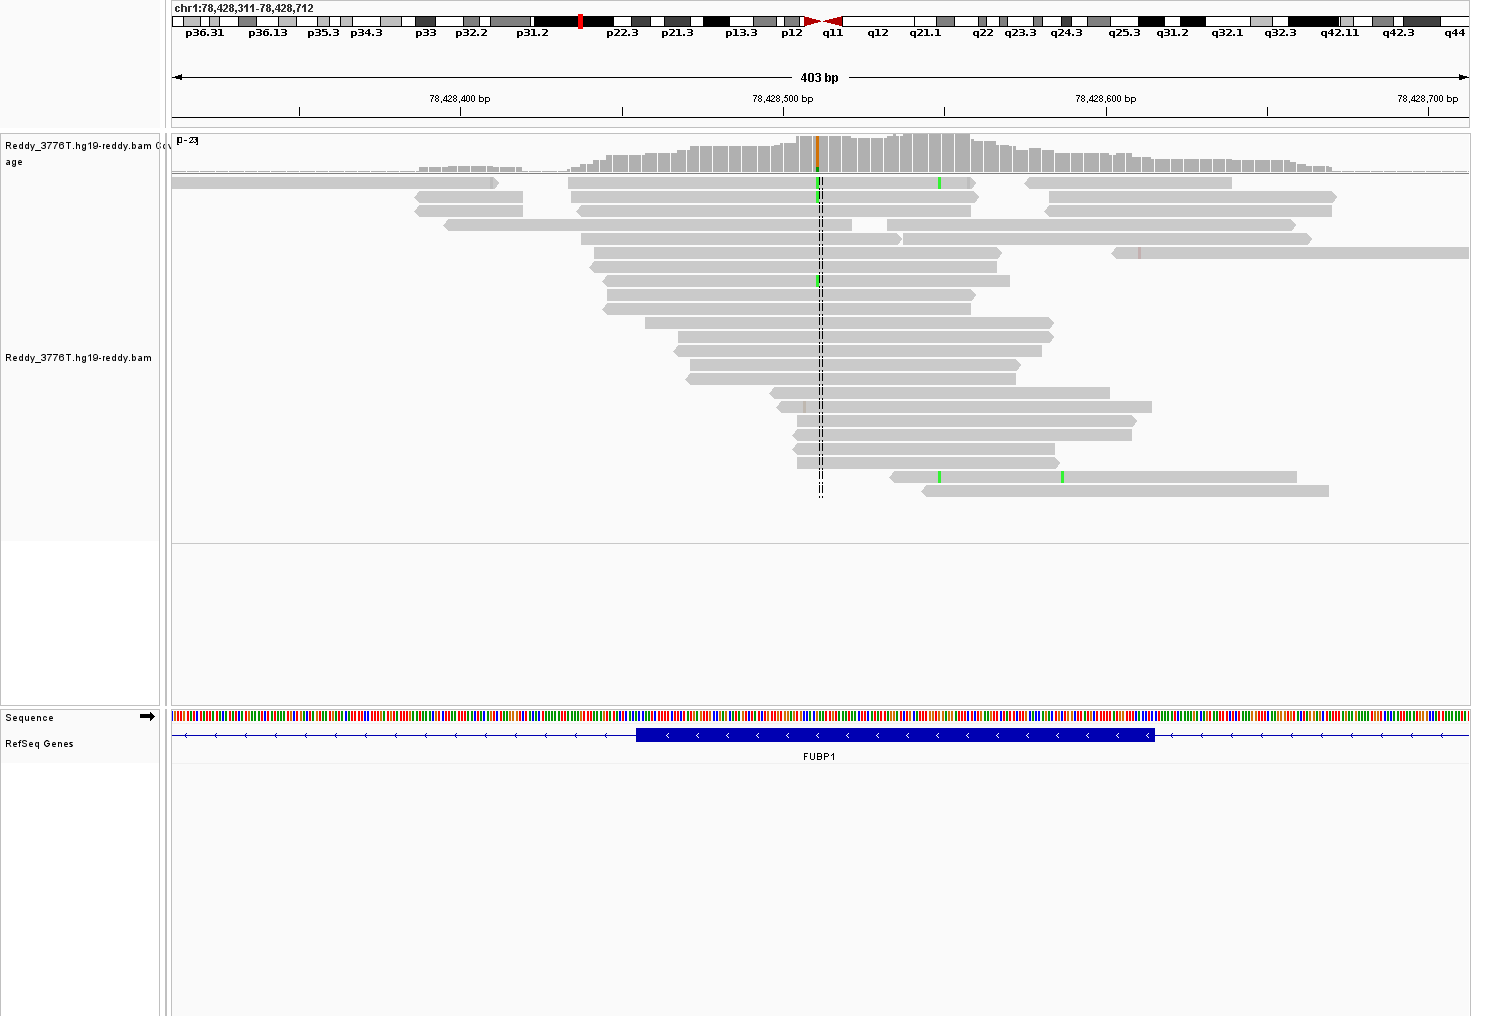 chr1:78,428,311-78,428,712
p36.31 p36.13 p35.3 p34.3 p33 p32.2 p31.2 p22.3 p21.3 p13.3 p12 q11 q12 q21.1 q22 q23.3 q24.3 q25.3 q31.2 q32.1 q32.3 q42.11 q42.3 q44
403 bp
78,428,400 bp 78,428,500 bp 78,428,600 bp 78,428,700 bp
[0 - 23]
Reddy_3776T.hg19-reddy.bam Cov
age
Reddy_3776T.hg19-reddy.bam
Sequence
RefSeq Genes
FUBP1